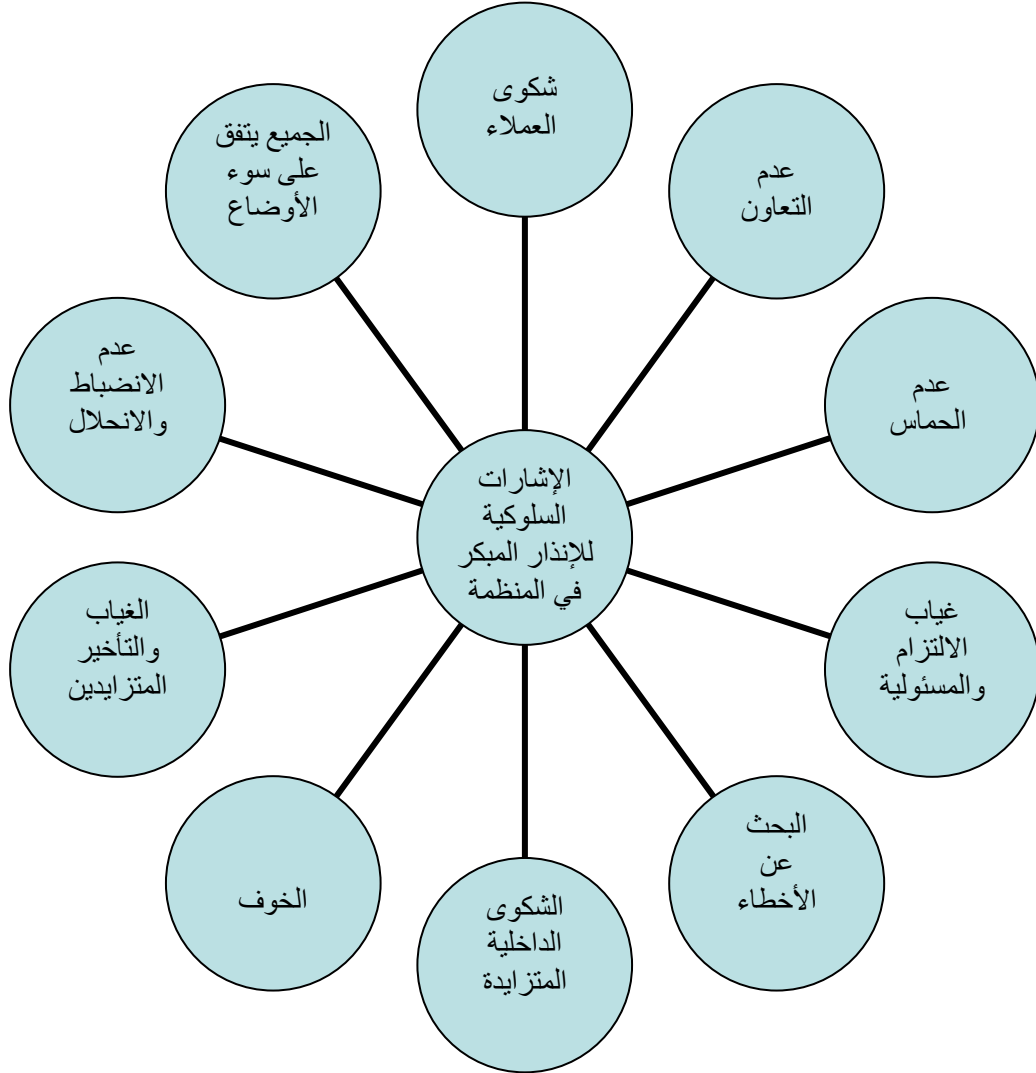 شكوى
العملاء
عدم
التعاون
عدم
الحماس
غياب
الالتزام
والمسئولية
البحث
عن
الأخطاء
الشكوى
الداخلية
المتزايدة
الخوف
الغياب
والتأخير
المتزايدين
عدم
الانضباط
والانحلال
الجميع يتفق
على سوء
الأوضاع
الإشارات
السلوكية
للإنذار المبكر
في المنظمة